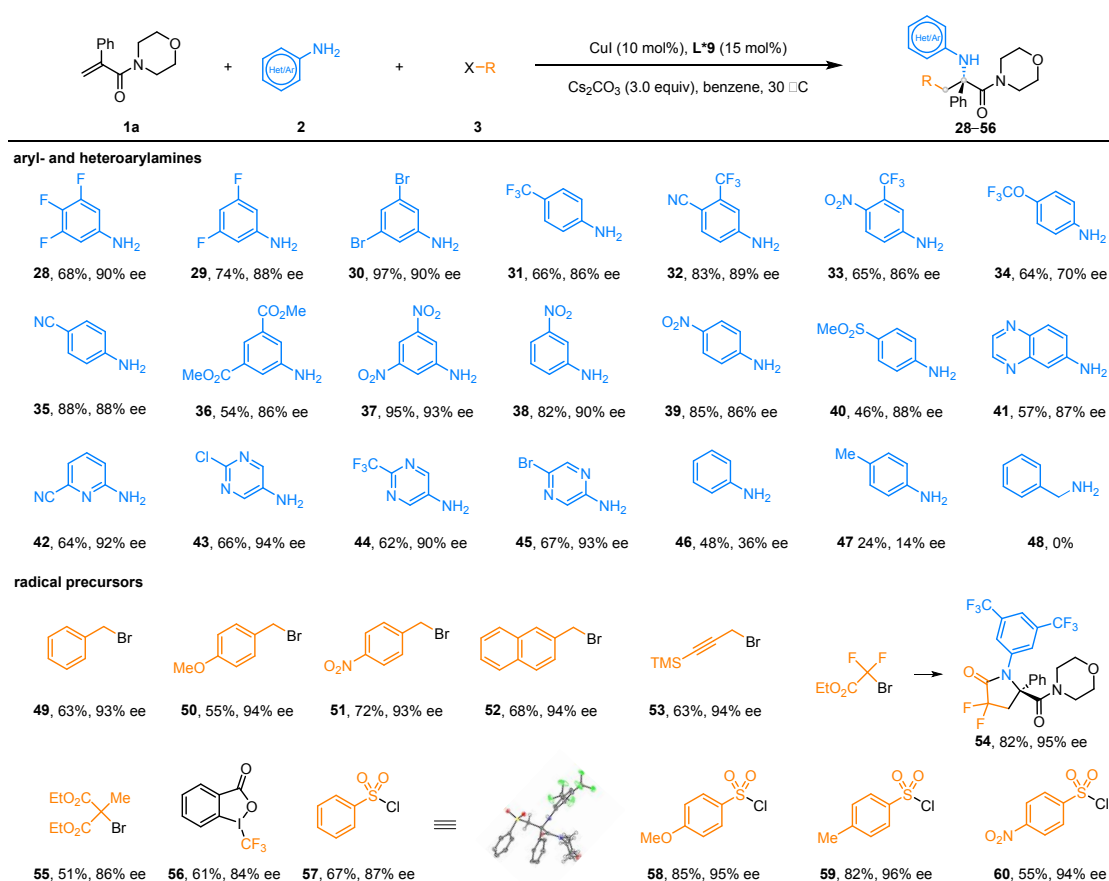 Ph
N
O
O
1a
+
Het/Ar
NH2
2
+
X–R
3
CuI (10 mol%), L*9 (15 mol%)
Cs2CO3 (3.0 equiv), benzene, 30 □C
Het/Ar
NH
R
Ph
N
O
O
28–56
aryl- and heteroarylamines
F
F
F
NH2
F
F
NH2
Br
Br
NH2
F3C
NH2
CF3
NC
NH2
CF3
NO2
NH2
F3CO
NH2
28, 68%, 90% ee
29, 74%, 88% ee
30, 97%, 90% ee
31, 66%, 86% ee
32, 83%, 89% ee
33, 65%, 86% ee
34, 64%, 70% ee
NC
NH2
CO2Me
MeO2C
NH2
NO2
NO2
NH2
NO2
NH2
NO2
NH2
MeO2S
NH2
N
N
NH2
35, 88%, 88% ee
36, 54%, 86% ee
37, 95%, 93% ee
38, 82%, 90% ee
39, 85%, 86% ee
40, 46%, 88% ee
41, 57%, 87% ee
NC
N
NH2
Cl
N
N
NH2
F3C
N
N
NH2
Br
N
N
NH2
NH2
Me
NH2
NH2
42, 64%, 92% ee
43, 66%, 94% ee
44, 62%, 90% ee
45, 67%, 93% ee
46, 48%, 36% ee
47 24%, 14% ee
48, 0%
radical precursors
Br
MeO
Br
NO2
Br
Br
TMS
Br
F
F
EtO2C
Br
F3C
CF3
O
N
Ph
N
O
O
F
F
49, 63%, 93% ee
50, 55%, 94% ee
51, 72%, 93% ee
52, 68%, 94% ee
53, 63%, 94% ee
54, 82%, 95% ee
EtO2C
Me
EtO2C
Br
O
O
I
CF3
O
O
S
Cl
O
O
S
Cl
MeO
O
O
S
Cl
Me
O
O
S
Cl
NO2
55, 51%, 86% ee
56, 61%, 84% ee
57, 67%, 87% ee
58, 85%, 95% ee
59, 82%, 96% ee
60, 55%, 94% ee